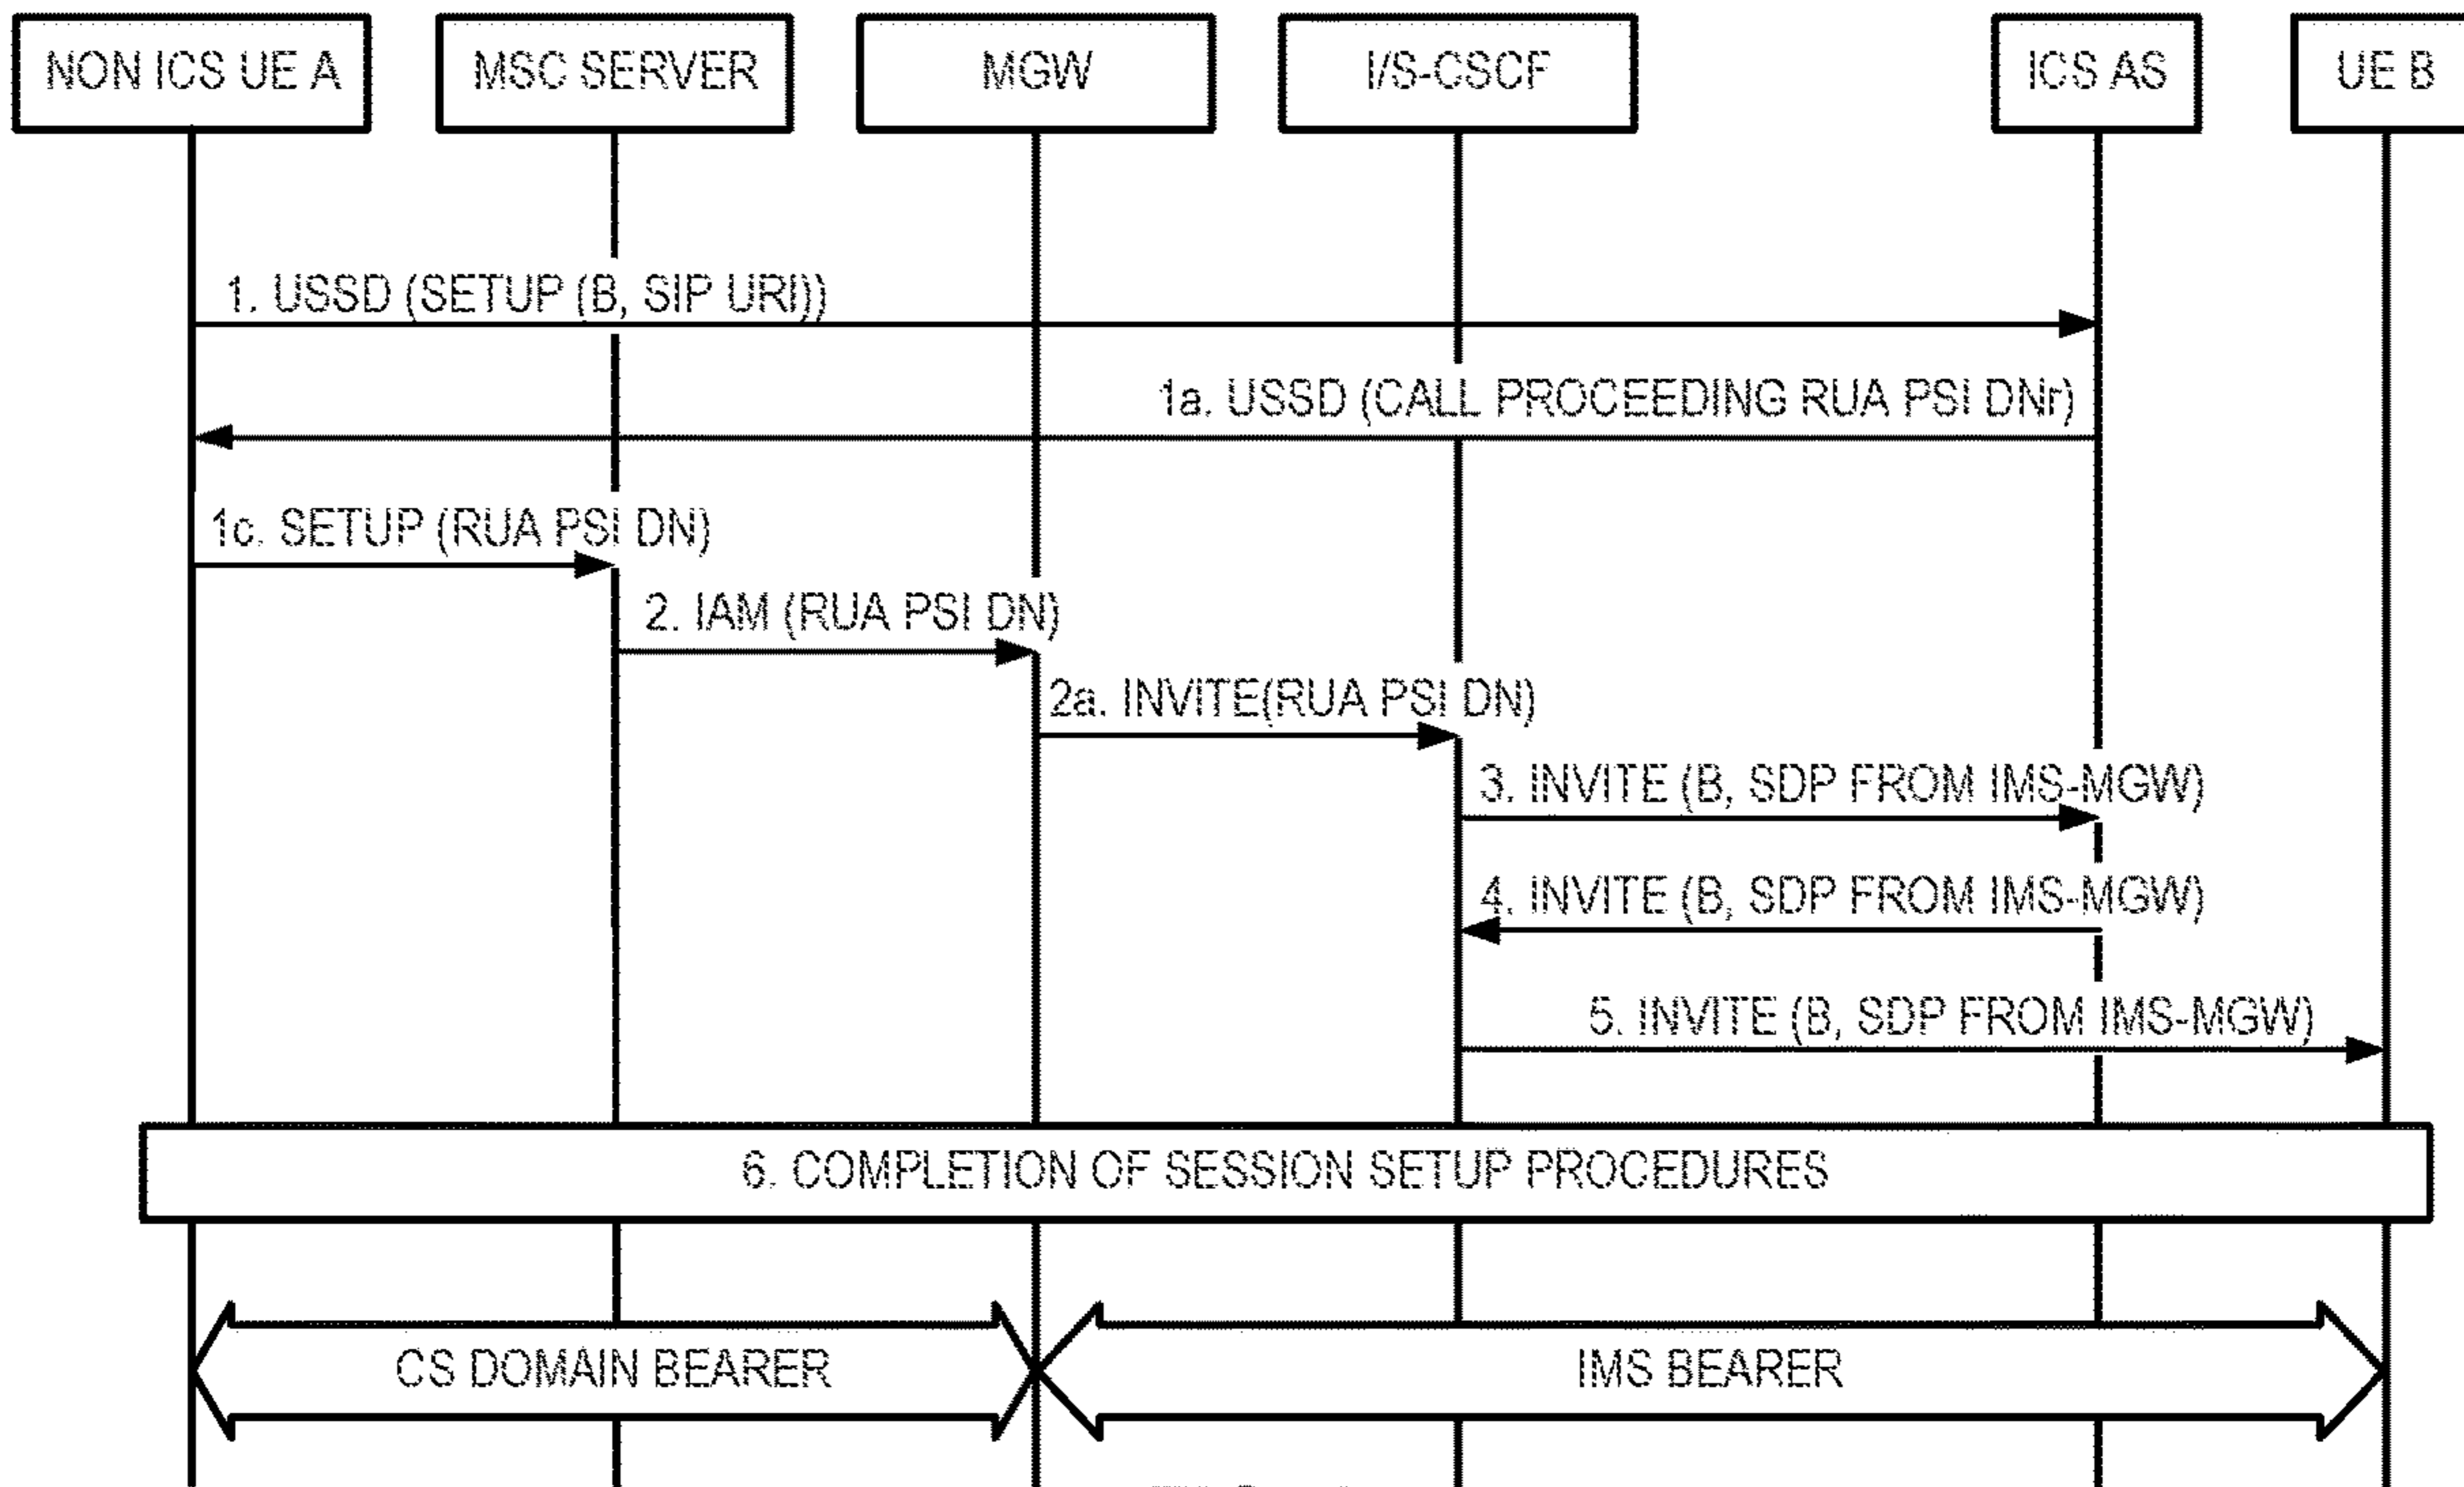 NON ICS UE A
MSC SERVER
MGW
I/S-CSCF
ICS AS
UE B
1. USSD (SETUP (B, SIP URI))
1a. USSD (CALL PROCEEDING RUA PSI DNr)
1c. SETUP (RUA PSI DN)
2. IAM (RUA PSI DN)
2a. INVITE(RUA PSI DN)
3. INVITE (B, SDP FROM IMS-MGW)
4. INVITE (B, SDP FROM IMS-MGW)
5. INVITE (B, SDP FROM IMS-MGW)
6. COMPLETION OF SESSION SETUP PROCEDURES
CS DOMAIN BEARER
IMS BEARER